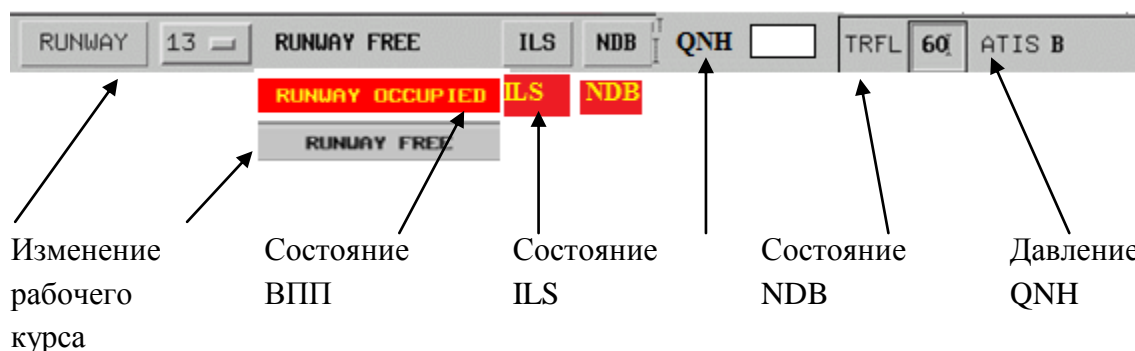 RUNWAY 13 RUNWAY FREE ILS NDB QNH TRFL 60 ATIS B
RUNWAY OCCUPIED ILS NDB
RUNWAY FREE
Изменение рабочего курса
Состояние ВПП
Состояние ILS
Состояние NDB
Давление QNH